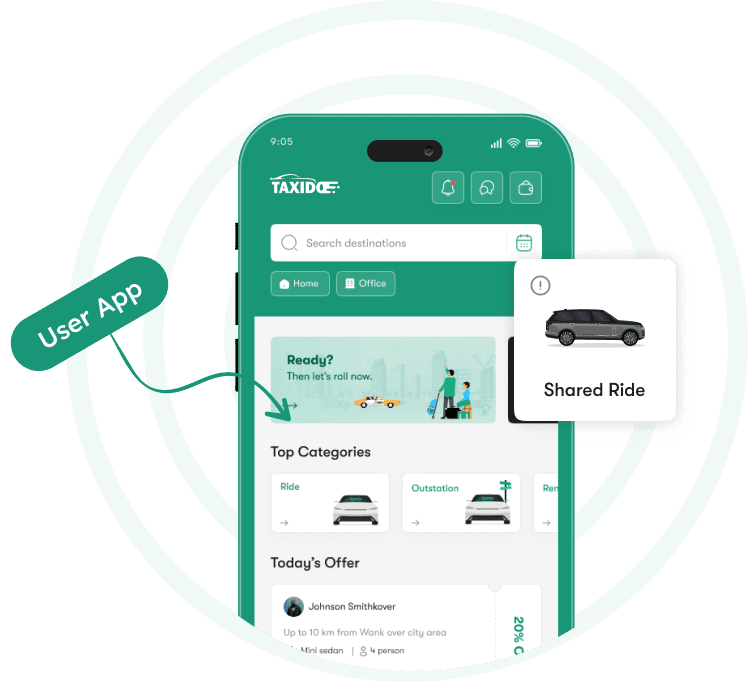 9:05
TAXIDO
Search destinations
Home
Office
User App
Shared Ride
Ready?
Then let's roll now.
Top Categories
Ride
Outstation
Ren
Today's Offer
Johnson Smithkover
Up to 10 km from Wank over city area
Mini sedan | 4 person
20%